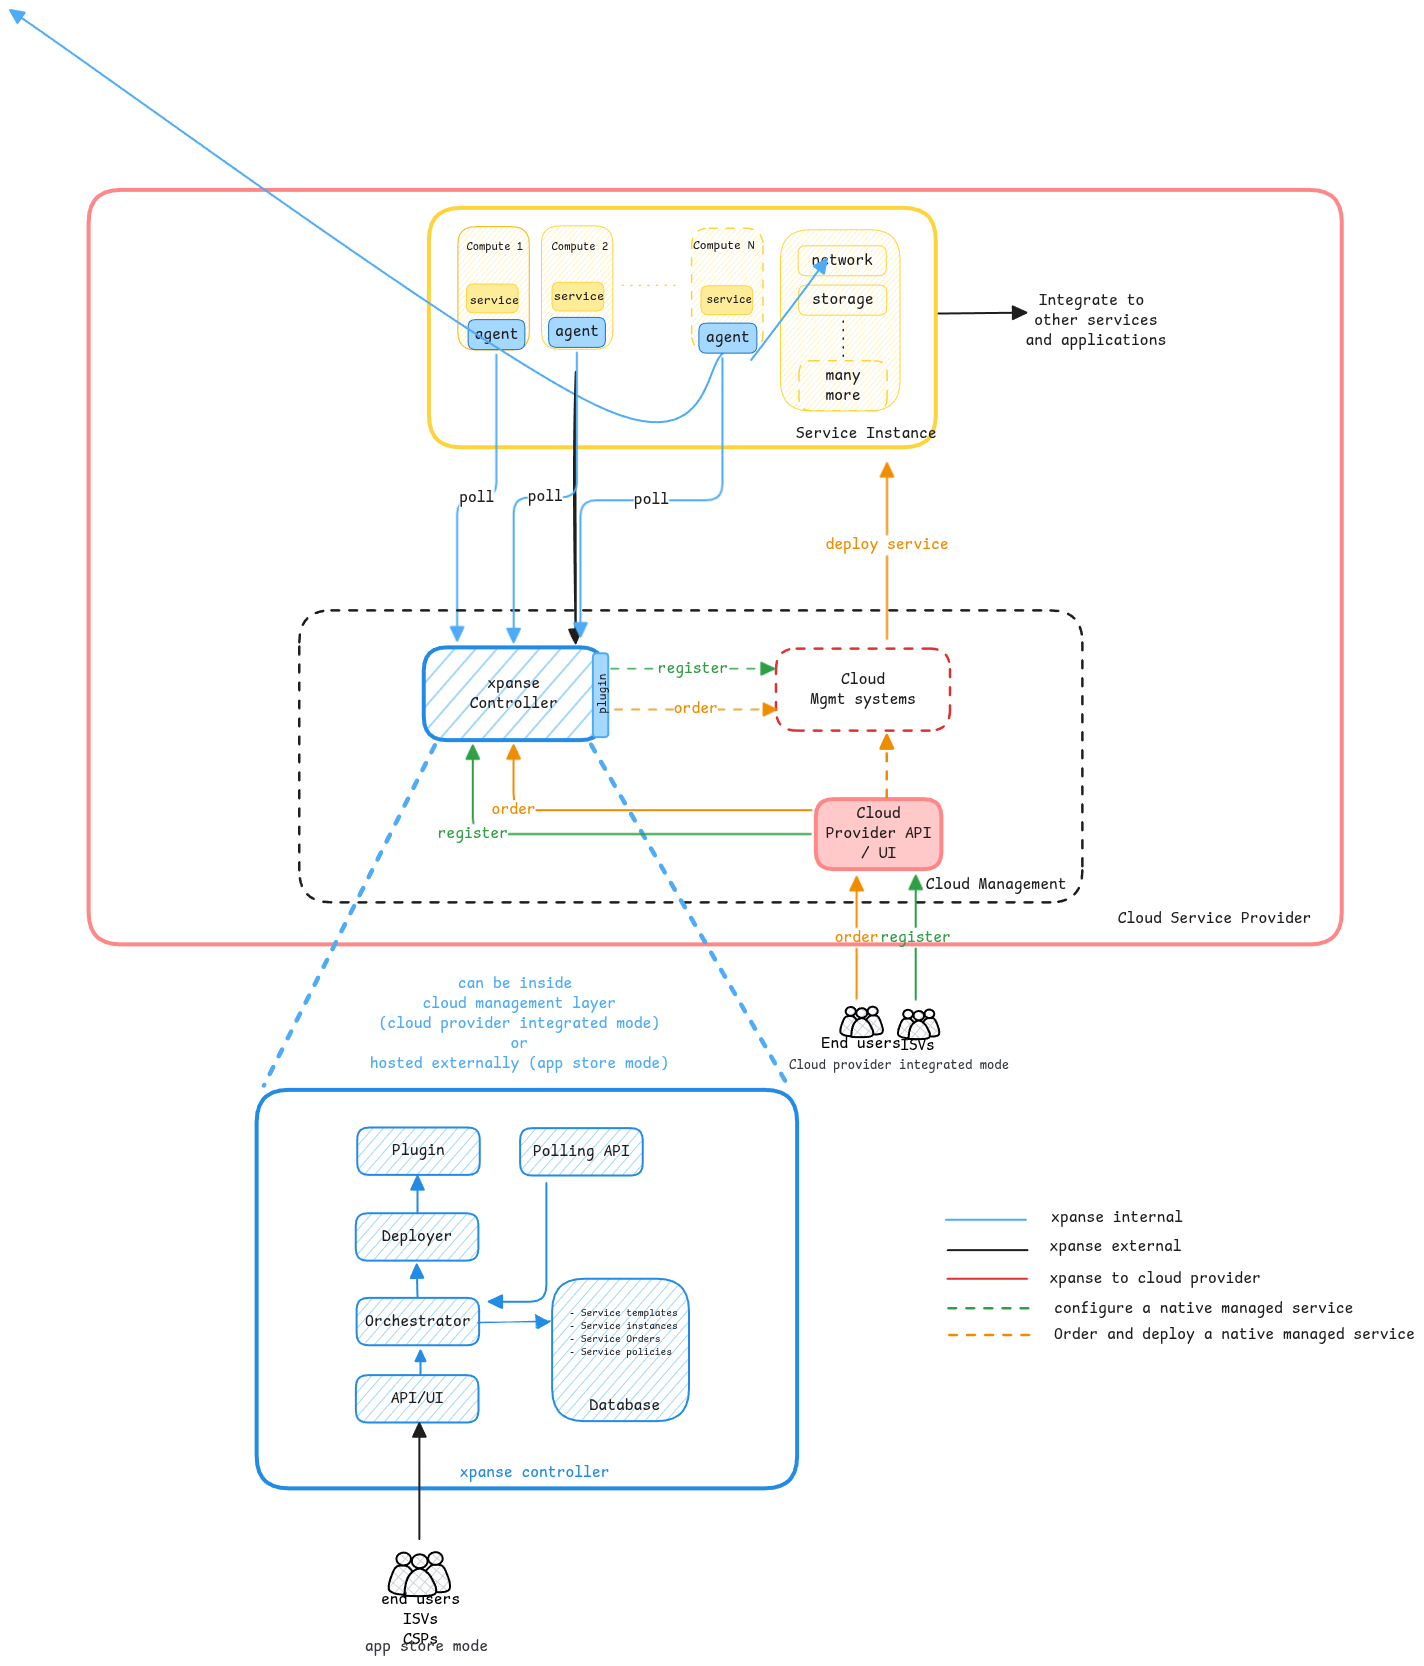 Compute 1
Compute 2
Compute N
network
service
service
service
storage
agent
agent
agent
many
more
Service Instance
Integrate to
other services
and applications
poll
poll
poll
deploy service
xpanse
Controller
plugin
register
order
Cloud
Mgmt systems
order
register
Cloud
Provider API
/ UI
Cloud Management
Cloud Service Provider
order
register
End users
ISVs
Cloud provider integrated mode
can be inside
cloud management layer
(cloud provider integrated mode)
or
hosted externally (app store mode)
Plugin
Polling API
Deployer
Orchestrator
- Service templates
- Service instances
- Service Orders
- Service policies
Database
API/UI
xpanse controller
end users
ISVs
CSPs
app store mode
xpanse internal
xpanse external
xpanse to cloud provider
configure a native managed service
Order and deploy a native managed service